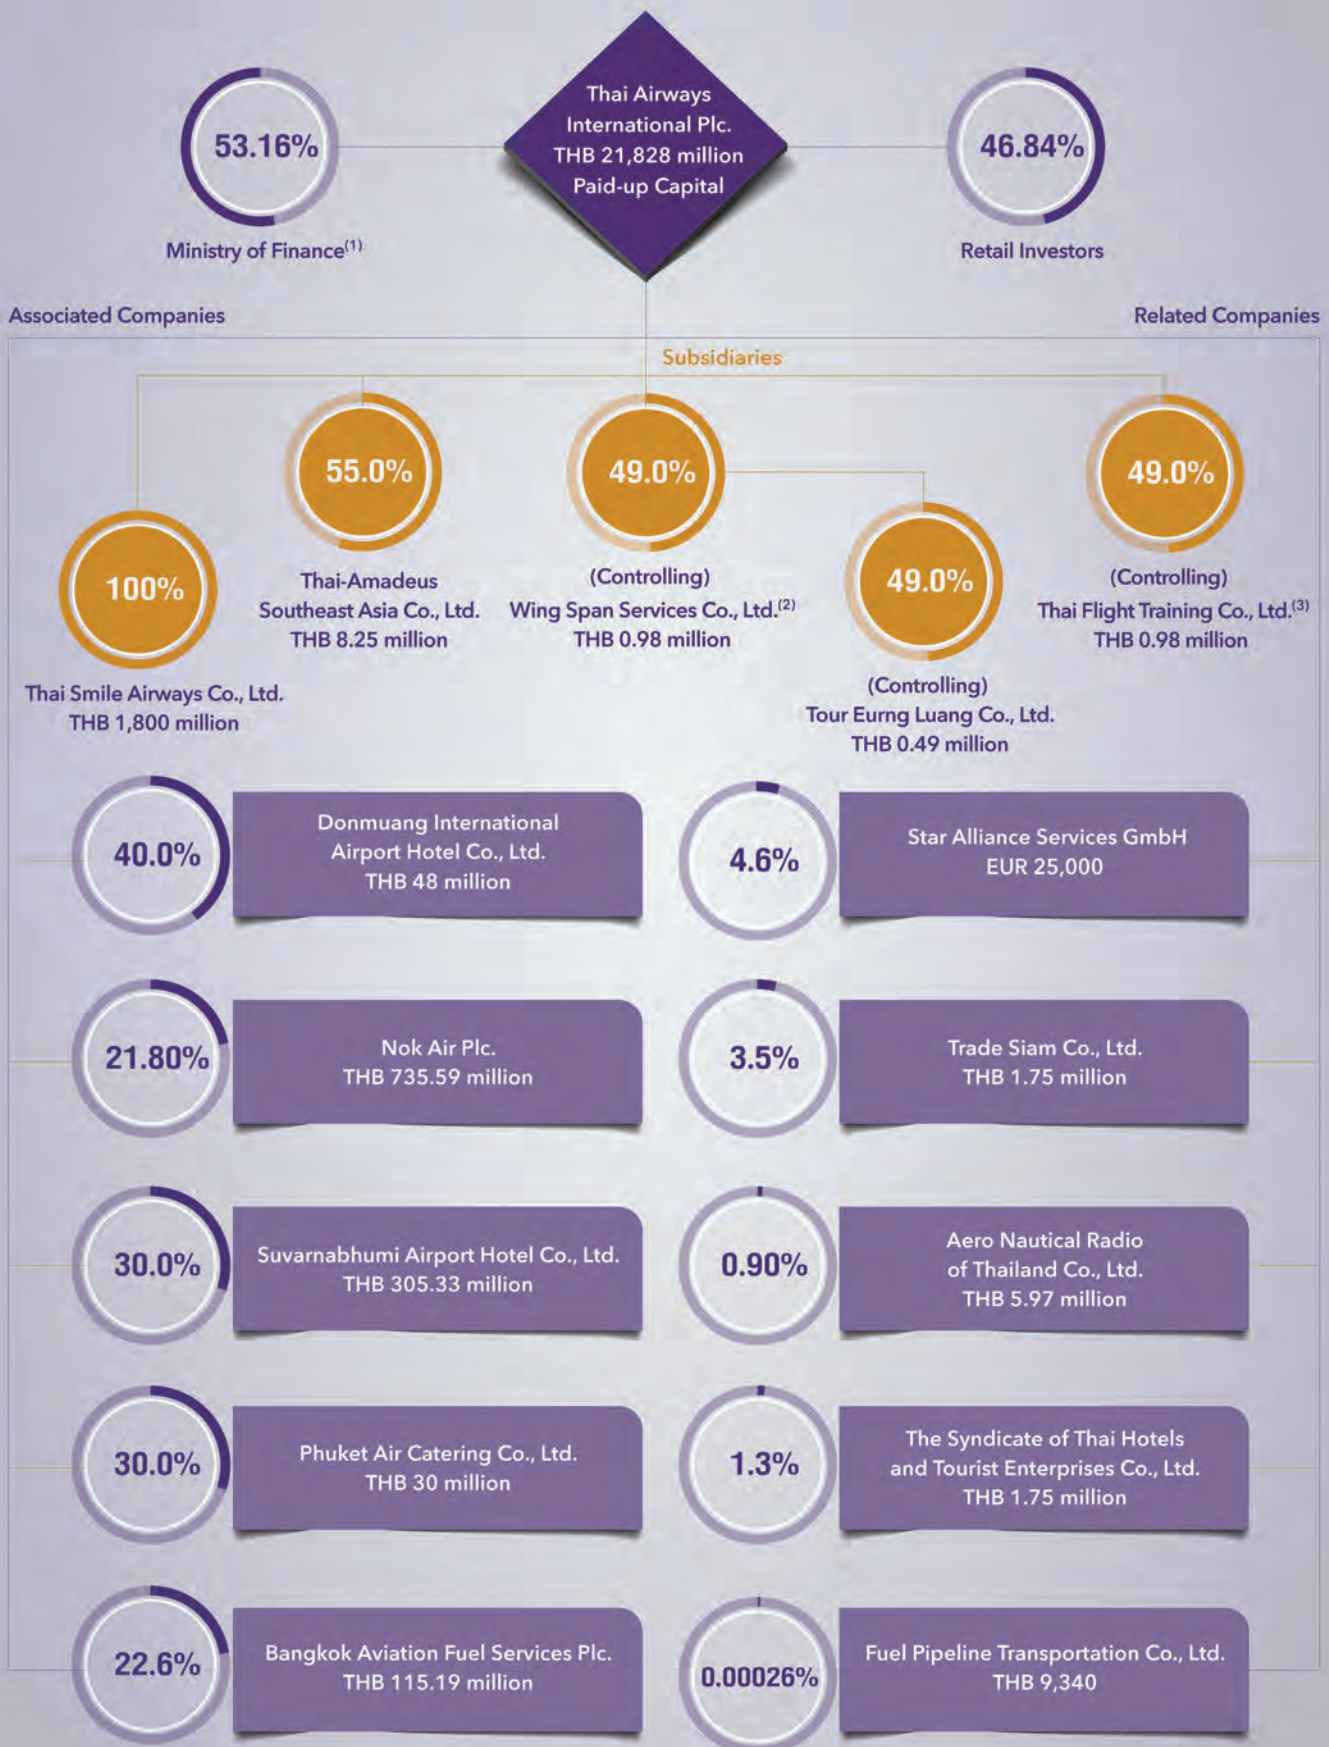 Thai Airways
International Plc.
THB 21,828 million
Paid-up Capital
53.16%
Ministry of Finance(1)
46.84%
Retail Investors
Associated Companies
Related Companies
Subsidiaries
100%
Thai Smile Airways Co., Ltd.
THB 1,800 million
55.0%
Thai-Amadeus
Southeast Asia Co., Ltd.
THB 8.25 million
49.0%
(Controlling)
Wing Span Services Co., Ltd.(2)
THB 0.98 million
49.0%
(Controlling)
Tour Eurng Luang Co., Ltd.
THB 0.49 million
49.0%
(Controlling)
Thai Flight Training Co., Ltd.(3)
THB 0.98 million
40.0%
Donmuang International
Airport Hotel Co., Ltd.
THB 48 million
4.6%
Star Alliance Services GmbH
EUR 25,000
21.80%
Nok Air Plc.
THB 735.59 million
3.5%
Trade Siam Co., Ltd.
THB 1.75 million
30.0%
Suvarnabhumi Airport Hotel Co., Ltd.
THB 305.33 million
0.90%
Aero Nautical Radio
of Thailand Co., Ltd.
THB 5.97 million
30.0%
Phuket Air Catering Co., Ltd.
THB 30 million
1.3%
The Syndicate of Thai Hotels
and Tourist Enterprises Co., Ltd.
THB 1.75 million
22.6%
Bangkok Aviation Fuel Services Plc.
THB 115.19 million
0.00026%
Fuel Pipeline Transportation Co., Ltd.
THB 9,340